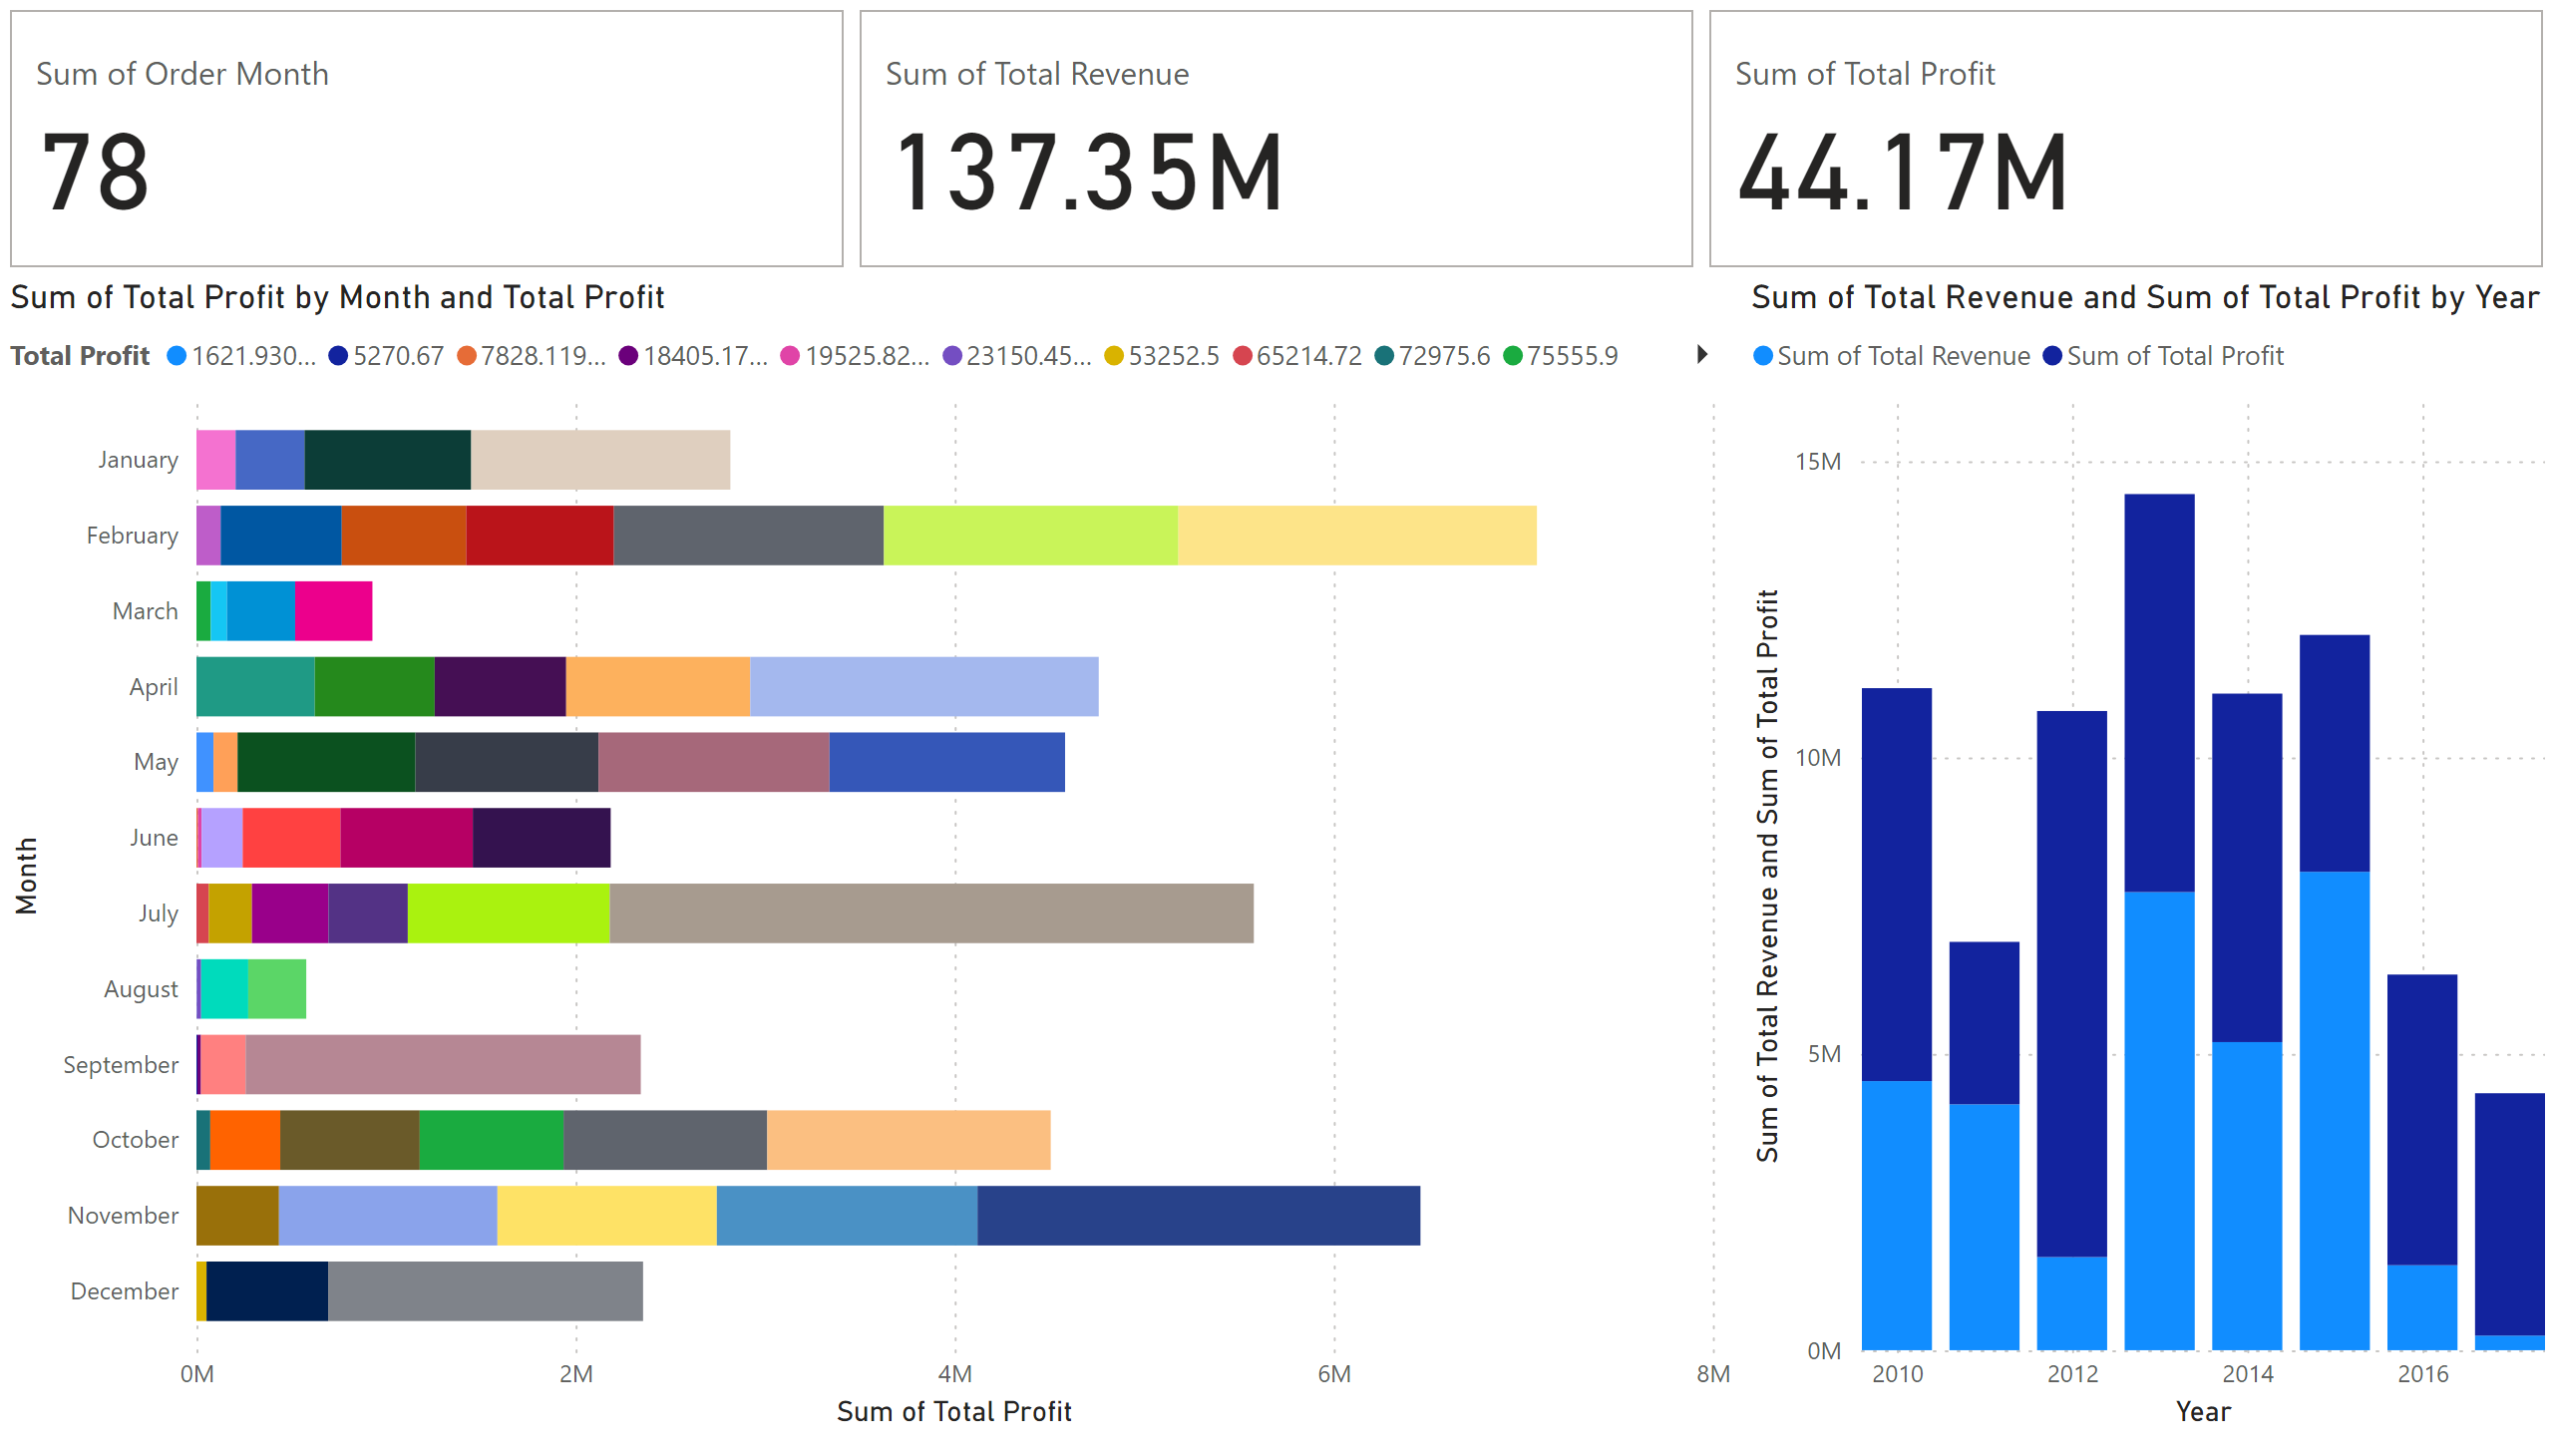 Sum of Order Month
78
Sum of Total Revenue
137.35M
Sum of Total Profit
44.17M
Sum of Total Profit by Month and Total Profit
Total Profit 1621.930... 5270.67 7828.119... 18405.17... 19525.82... 23150.45... 53252.5 65214.72 72975.6 75555.9
Month
January
February
March
April
May
June
July
August
September
October
November
December
0M 2M 4M 6M 8M
Sum of Total Profit
Sum of Total Revenue and Sum of Total Profit by Year
Sum of Total Revenue Sum of Total Profit
Sum of Total Revenue and Sum of Total Profit
15M
10M
5M
0M
2010 2012 2014 2016
Year